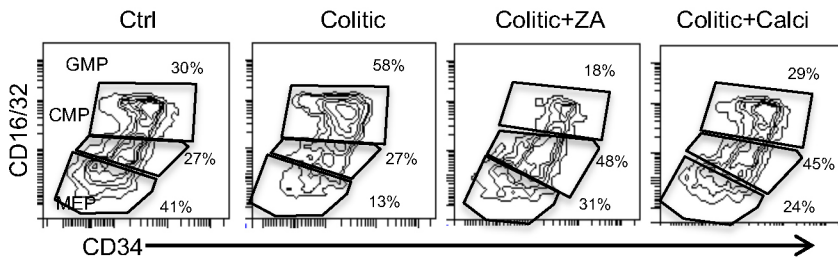 Ctrl Colitic Colitic+ZA Colitic+Calci
GMP 30% 58% 18% 29%
CD16/32
CMP
27% 27% 48% 45%
MEP 41% 13% 31% 24%
CD34